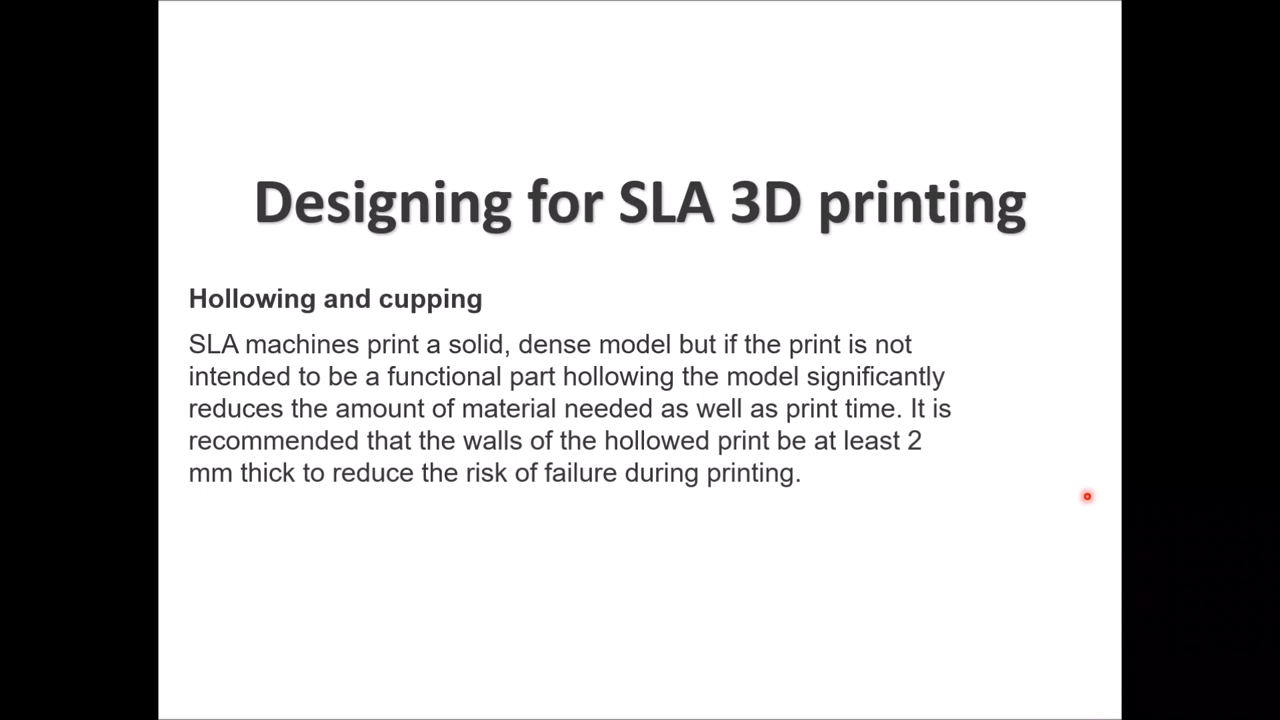 Designing for SLA 3D printing
Hollowing and cupping
SLA machines print a solid, dense model but if the print is not
intended to be a functional part hollowing the model significantly
reduces the amount of material needed as well as print time. It is
recommended that the walls of the hollowed print be at least 2
mm thick to reduce the risk of failure during printing.